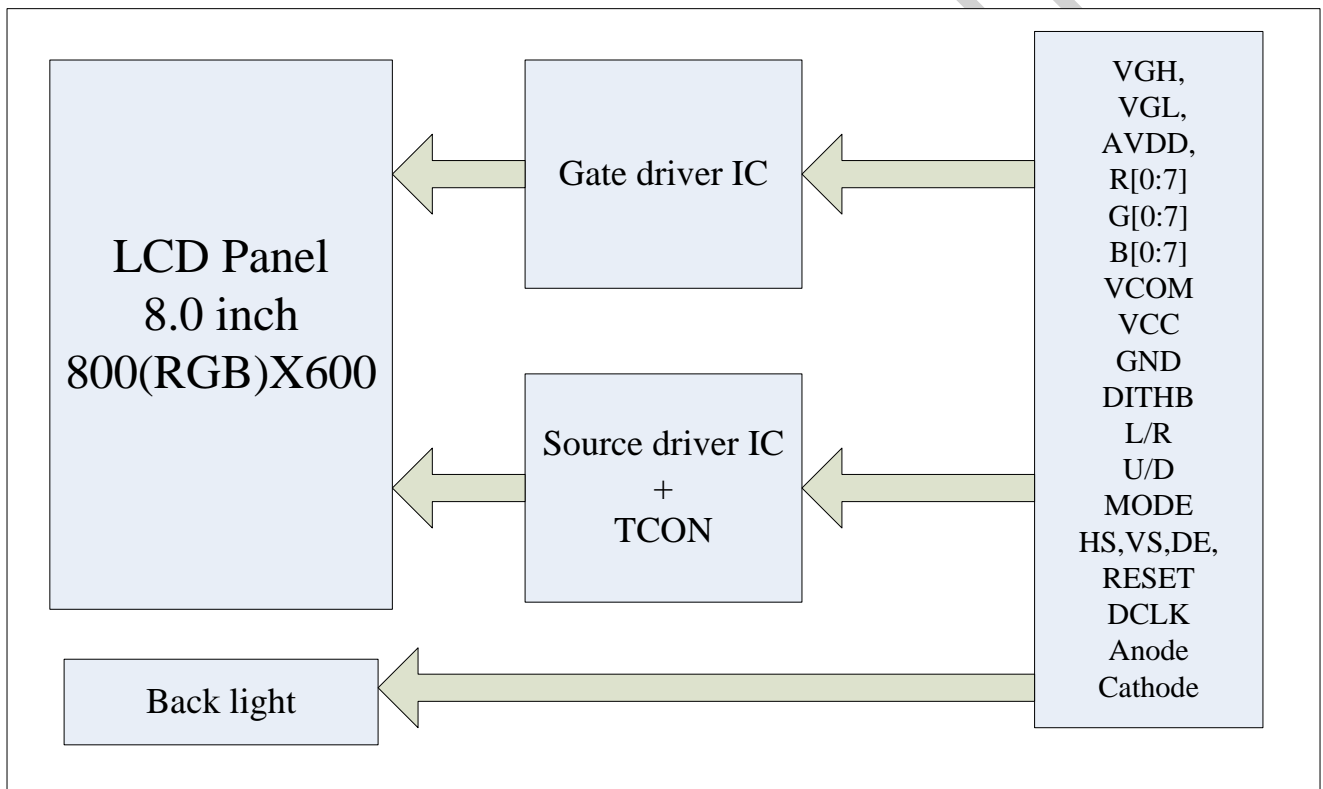 LCD Panel
8.0 inch
800(RGB)X600
Gate driver IC
Source driver IC
+
TCON
Back light
VGH,
VGL,
AVDD,
R[0:7]
G[0:7]
B[0:7]
VCOM
VCC
GND
DITHB
L/R
U/D
MODE
HS,VS,DE,
RESET
DCLK
Anode
Cathode